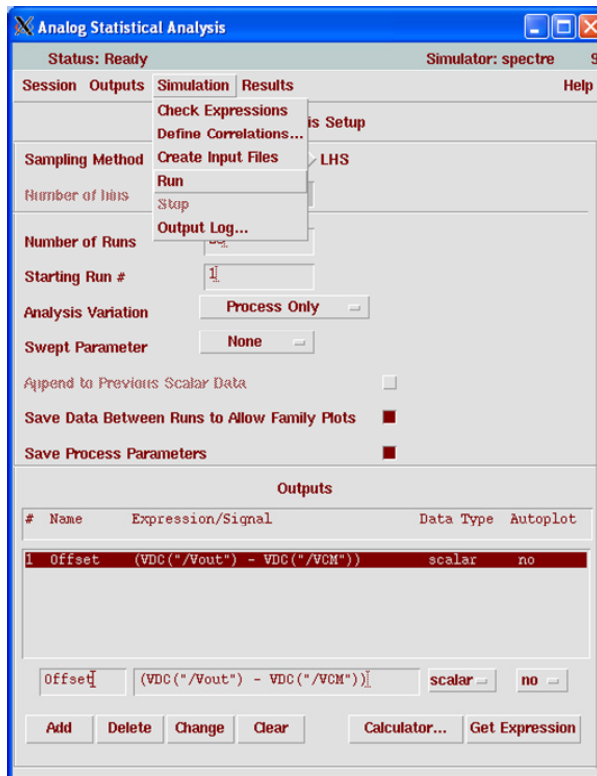 Analog Statistical Analysis
Status: Ready Simulator: spectre 9
Session Outputs Simulation Results Help
Check Expressions
is Setup
Define Correlations...
Sampling Method Create Input Files LHS
Run
Number of Bins Stop
Output Log...
Number of Runs
Starting Run # 1
Analysis Variation Process Only
Swept Parameter None
Append to Previous Scalar Data
Save Data Between Runs to Allow Family Plots
Save Process Parameters
Outputs
# Name Expression/Signal Data Type Autoplot
1 Offset (VDC("/Vout") - VDC("/VCM")) scalar no
Offset (VDC("/Vout") - VDC("/VCM")) scalar no
Add Delete Change Clear Calculator... Get Expression